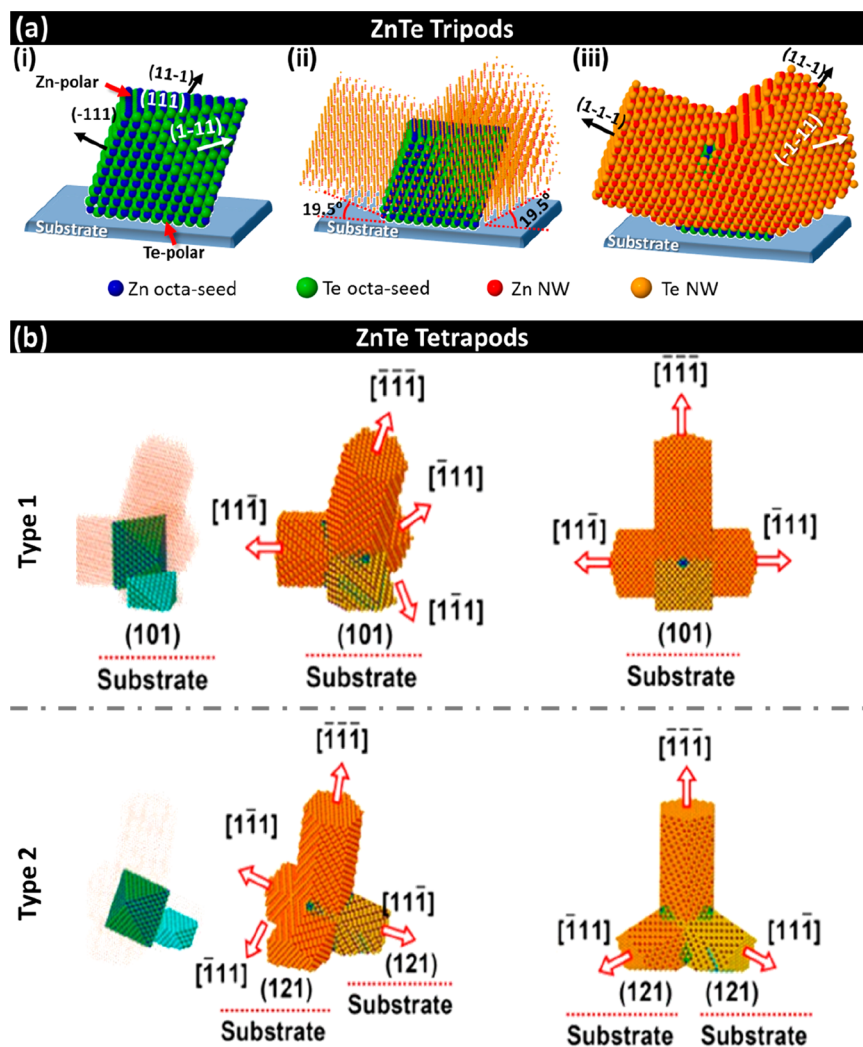 (a) ZnTe Tripods
(i) (ii) (iii)
Zn-polar
(11-1)
(111)
(-111)
(1-11)
Substrate
Te-polar
19.5º
19.5º
Substrate
(11-1)
(1-1-1)
(-1-11)
Substrate
Zn octa-seed Te octa-seed Zn NW Te NW
(b) ZnTe Tetrapods
Type 1
(101)
Substrate
[1̄1̄1̄]
[1̄11]
[111̄]
[11̄1]
(101)
Substrate
[1̄1̄1̄]
[111̄] [1̄11]
(101)
Substrate
Type 2
[1̄1̄1̄]
[11̄1]
[111̄]
[1̄11]
(121)
Substrate
(121)
Substrate
[1̄1̄1̄]
[1̄11] [111̄]
(121) (121)
Substrate Substrate